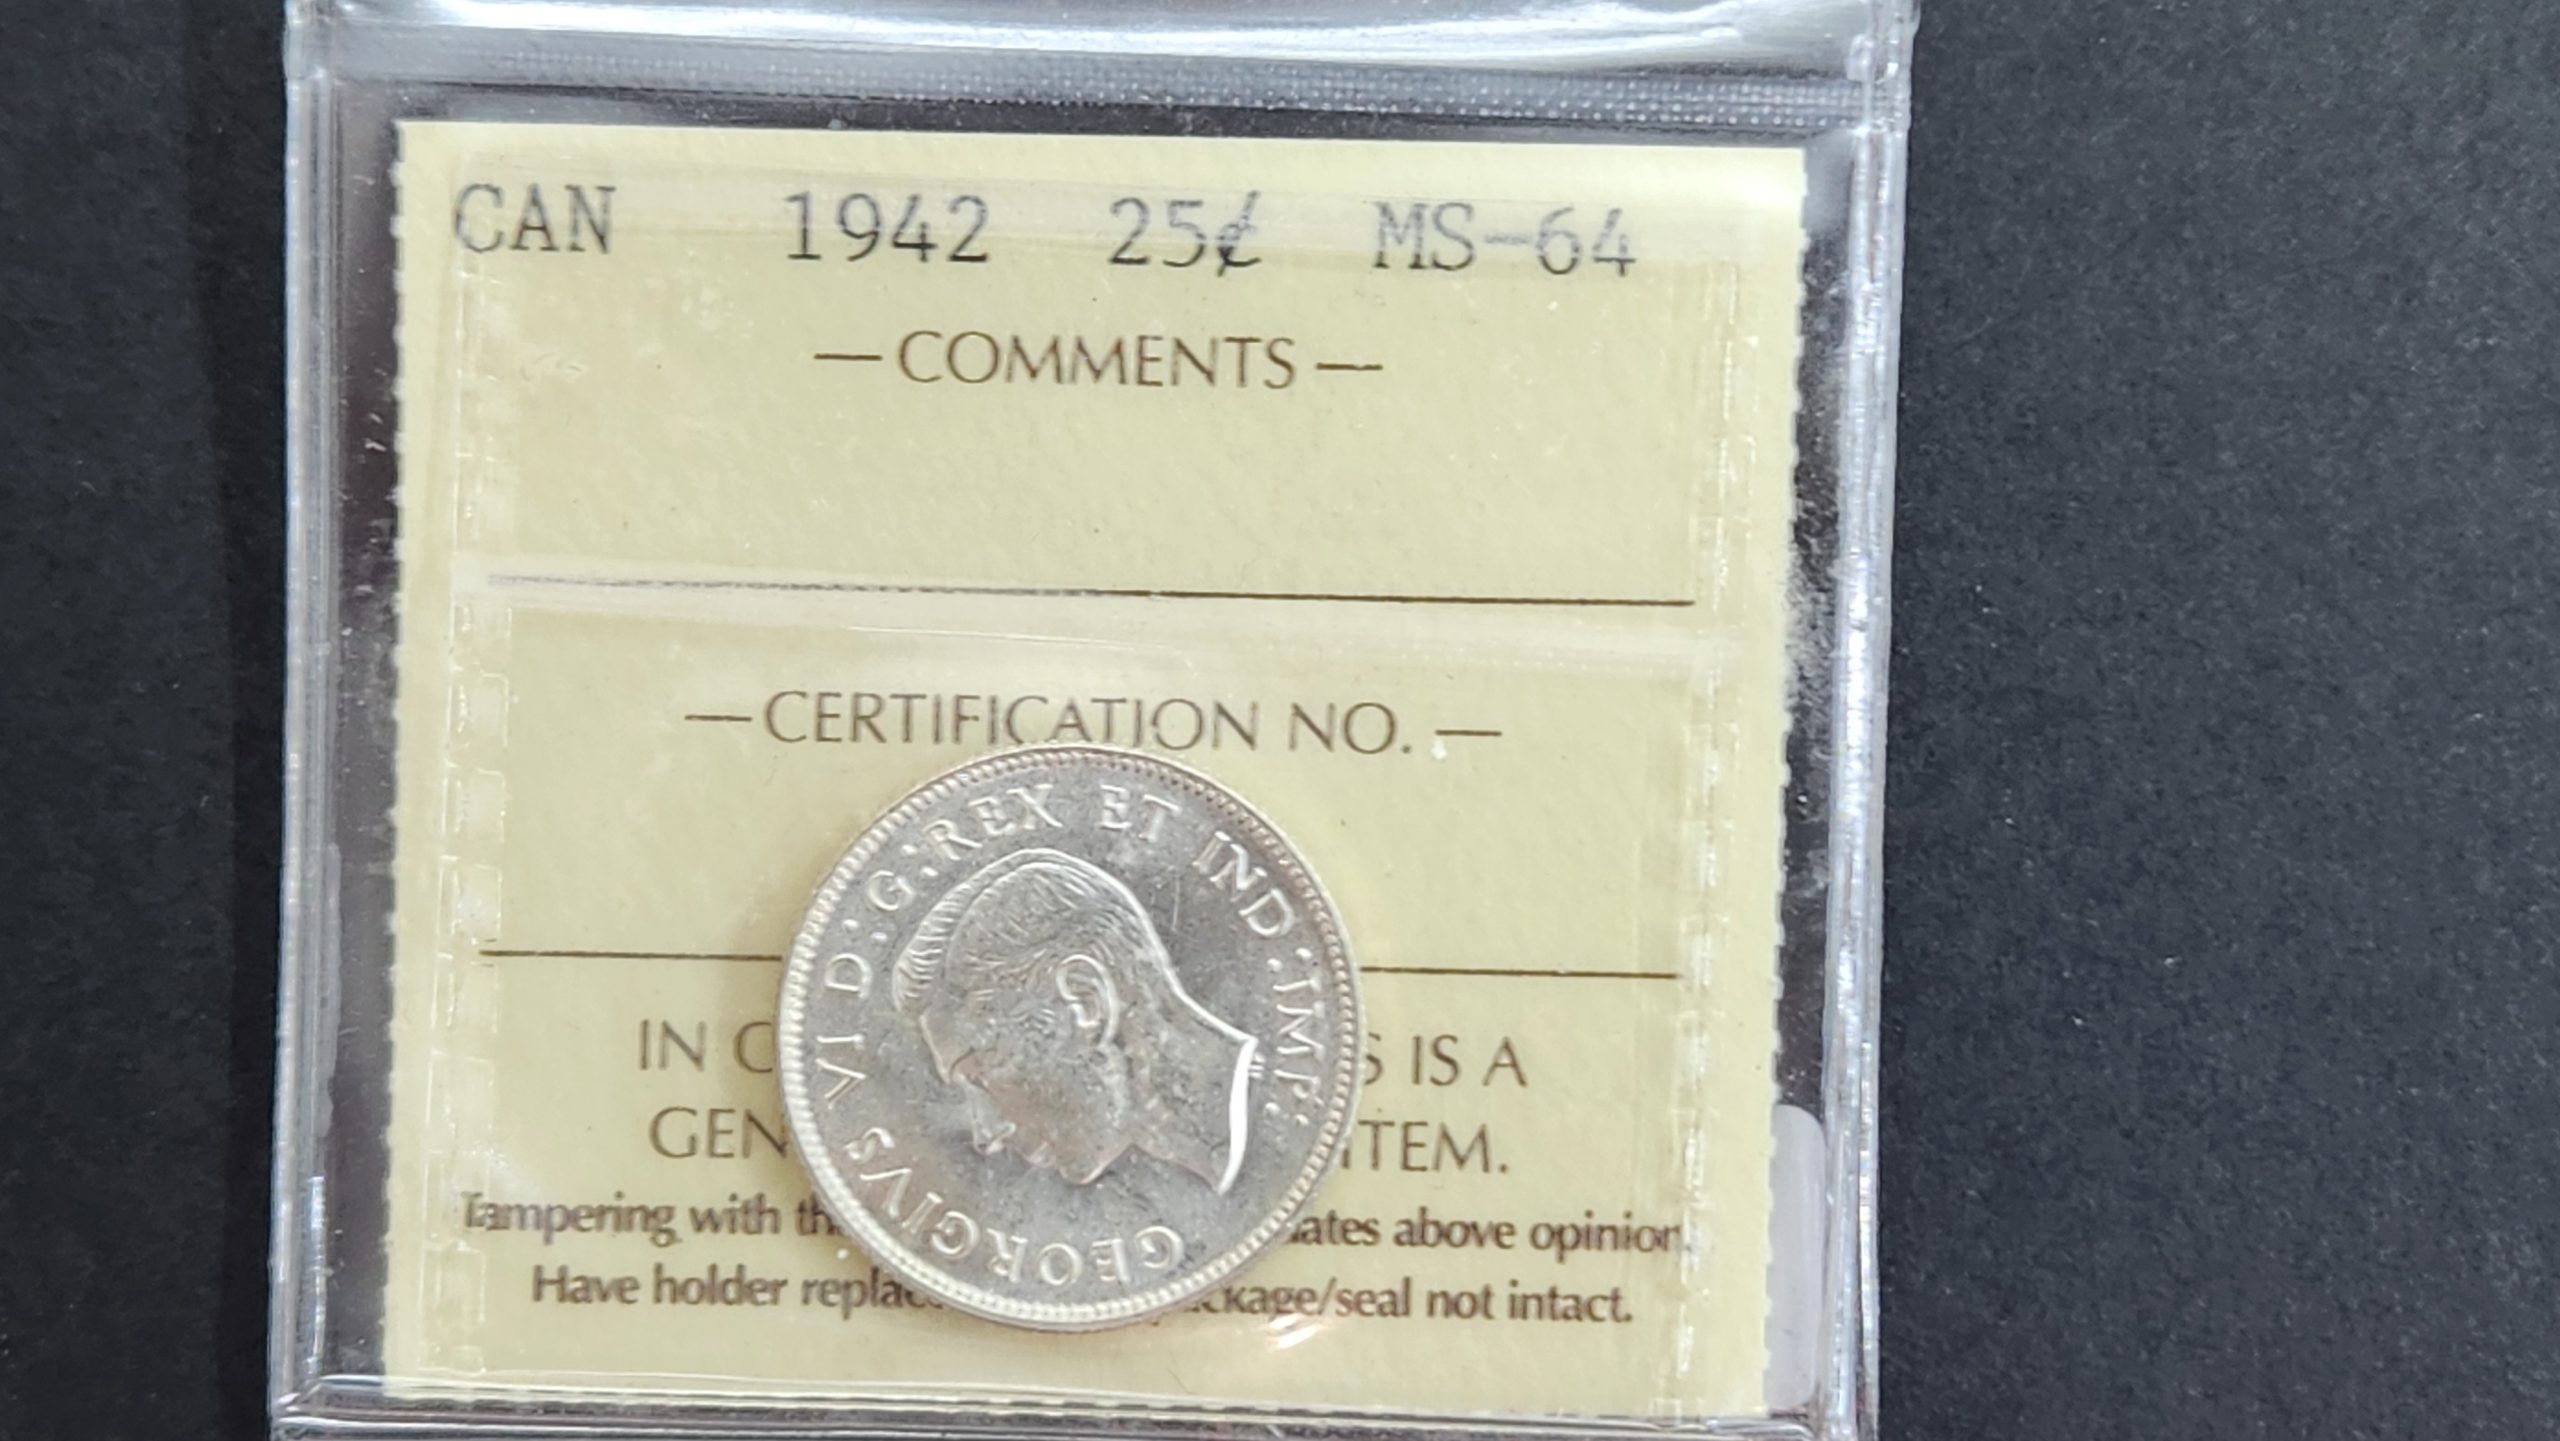 CAN 1942 25¢ MS-64
— COMMENTS —
— CERTIFICATION NO. —
GEORGIVS VI D:G:REX ET IND:IMP:
IN C S IS A
GEN ITEM.
Tampering with th ates above opinion.
Have holder replac ckage/seal not intact.